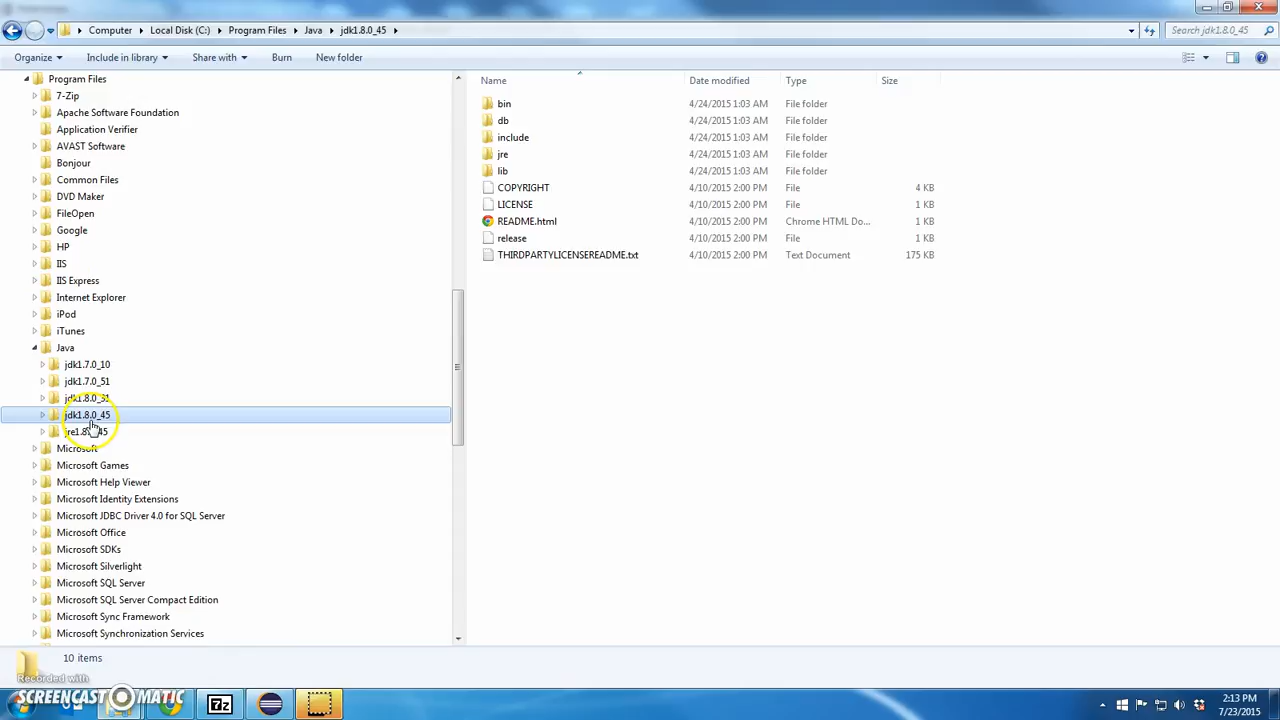 Computer ▸ Local Disk (C:) ▸ Program Files ▸ Java ▸ jdk1.8.0_45 ▸
Search jdk1.8.0_45
Organize
Include in library
Share with
Burn
New folder
Program Files
7-Zip
Apache Software Foundation
Application Verifier
AVAST Software
Bonjour
Common Files
DVD Maker
FileOpen
Google
HP
IIS
IIS Express
Internet Explorer
iPod
iTunes
Java
jdk1.7.0_10
jdk1.7.0_51
jdk1.8.0_31
jdk1.8.0_45
Microsoft
Microsoft Games
Microsoft Help Viewer
Microsoft Identity Extensions
Microsoft JDBC Driver 4.0 for SQL Server
Microsoft Office
Microsoft SDKs
Microsoft Silverlight
Microsoft SQL Server
Microsoft SQL Server Compact Edition
Microsoft Sync Framework
Microsoft Synchronization Services
Name Date modified Type Size
bin 4/24/2015 1:03 AM File folder
db 4/24/2015 1:03 AM File folder
include 4/24/2015 1:03 AM File folder
jre 4/24/2015 1:03 AM File folder
lib 4/24/2015 1:03 AM File folder
COPYRIGHT 4/10/2015 2:00 PM File 4 KB
LICENSE 4/10/2015 2:00 PM File 1 KB
README.html 4/10/2015 2:00 PM Chrome HTML Do... 1 KB
release 4/10/2015 2:00 PM File 1 KB
THIRDPARTYLICENSEREADME.txt 4/10/2015 2:00 PM Text Document 175 KB
10 items
Recorded with
SCREENCAST MATIC
7z
2:13 PM
7/23/2015